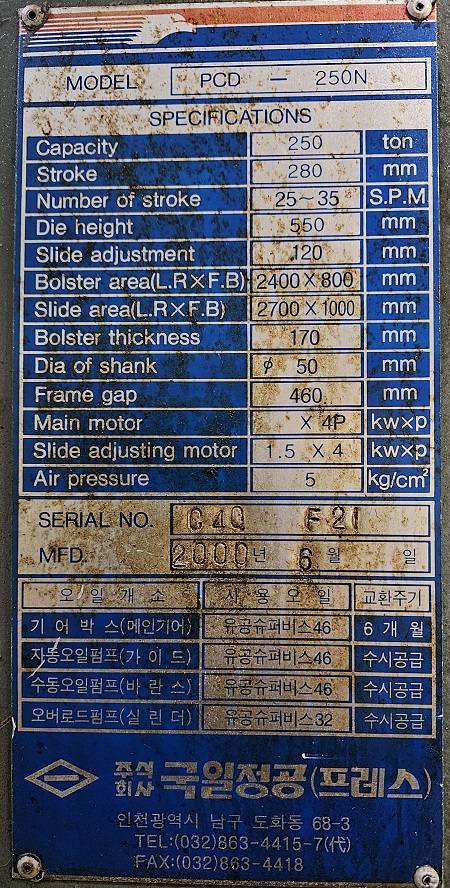 MODEL PCD - 250N
SPECIFICATIONS
Capacity 250 ton
Stroke 280 mm
Number of stroke 25~35 S.P.M
Die height 550 mm
Slide adjustment 120 mm
Bolster area(L.R×F.B) 2400×800 mm
Slide area(L.R×F.B) 2700×1000 mm
Bolster thickness 170 mm
Dia of shank ø 50 mm
Frame gap 460 mm
Main motor × 4P kw×p
Slide adjusting motor 1.5 × 4 kw×p
Air pressure 5 kg/cm²
SERIAL NO. F21
MFD. 2000년 6월 일
오일개소 사용오일 교환주기
기어박스(메인기어) 유공슈퍼비스46 6개월
자동오일펌프(가이드) 유공슈퍼비스46 수시공급
수동오일펌프(바란스) 유공슈퍼비스46 수시공급
오버로드펌프(실린더) 유공슈퍼비스32 수시공급
주식회사 국일정공(프레스)
인천광역시 남구 도화동 68-3
TEL:(032)863-4415-7(代)
FAX:(032)863-4418